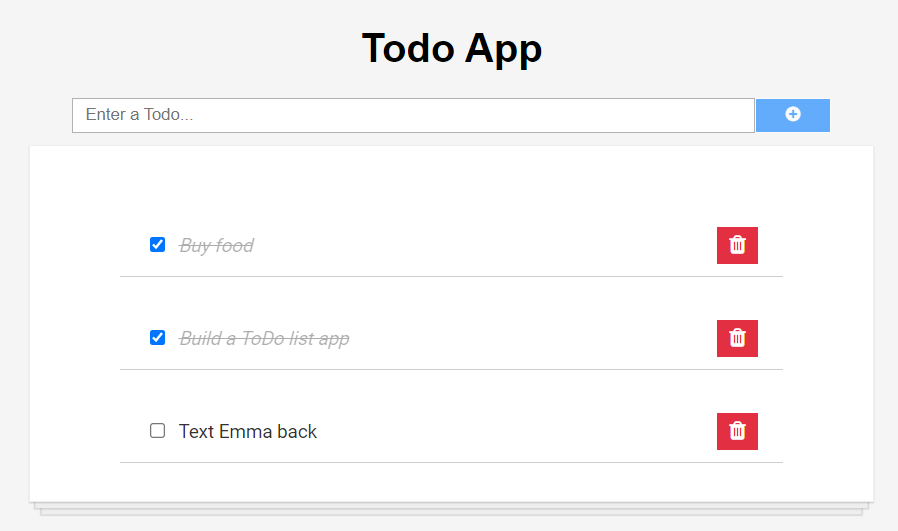 Todo App
Enter a Todo...
Buy food
Build a ToDo list app
Text Emma back